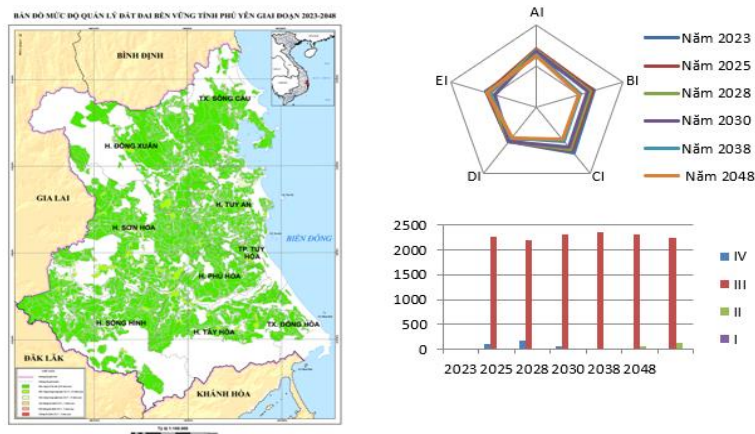 BẢN ĐỒ MỨC ĐỘ QUẢN LÝ ĐẤT ĐAI BỀN VỮNG TỈNH PHÚ YÊN GIAI ĐOẠN 2023-2048
BÌNH ĐỊNH
TX. SÔNG CẦU
H. ĐỒNG XUÂN
GIA LAI
H. TUY AN
H. SƠN HÒA
BIỂN ĐÔNG
TP. TUY
HÒA
H. PHÚ HÒA
H. SÔNG HINH
H. TÂY HÒA
TX. ĐÔNG HÒA
ĐĂK LĂK
KHÁNH HÒA
AI
BI
CI
DI
EI
Năm 2023
Năm 2025
Năm 2028
Năm 2030
Năm 2038
Năm 2048
2500
2000
1500
1000
500
0
2023 2025 2028 2030 2038 2048
IV
III
II
I